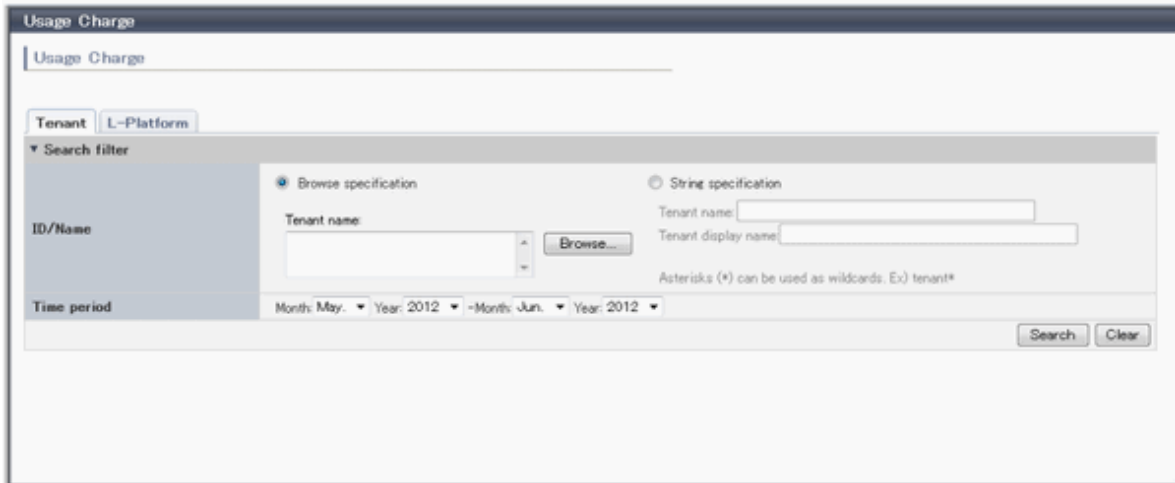 Usage Charge
Usage Charge
Tenant L-Platform
▼ Search filter
ID/Name
Browse specification
Tenant name:
Browse...
String specification
Tenant name:
Tenant display name:
Asterisks (*) can be used as wildcards. Ex) tenant*
Time period
Month: May. ▼ Year: 2012 ▼ -Month: Jun. ▼ Year: 2012 ▼
Search Clear